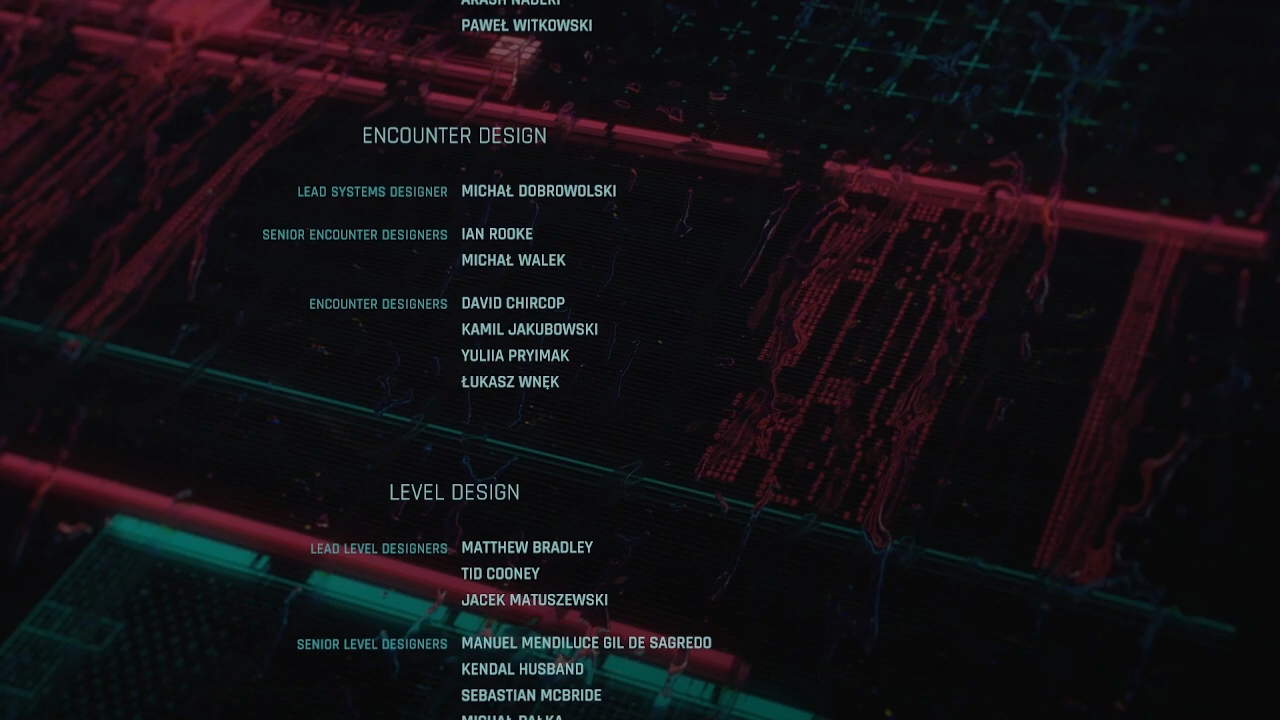 PAWEŁ WITKOWSKI
ENCOUNTER DESIGN
LEAD SYSTEMS DESIGNER MICHAŁ DOBROWOLSKI
SENIOR ENCOUNTER DESIGNERS IAN ROOKE
MICHAŁ WALEK
ENCOUNTER DESIGNERS DAVID CHIRCOP
KAMIL JAKUBOWSKI
YULIIA PRYIMAK
ŁUKASZ WNĘK
LEVEL DESIGN
LEAD LEVEL DESIGNERS MATTHEW BRADLEY
TID COONEY
JACEK MATUSZEWSKI
SENIOR LEVEL DESIGNERS MANUEL MENDILUCE GIL DE SAGREDO
KENDAL HUSBAND
SEBASTIAN MCBRIDE